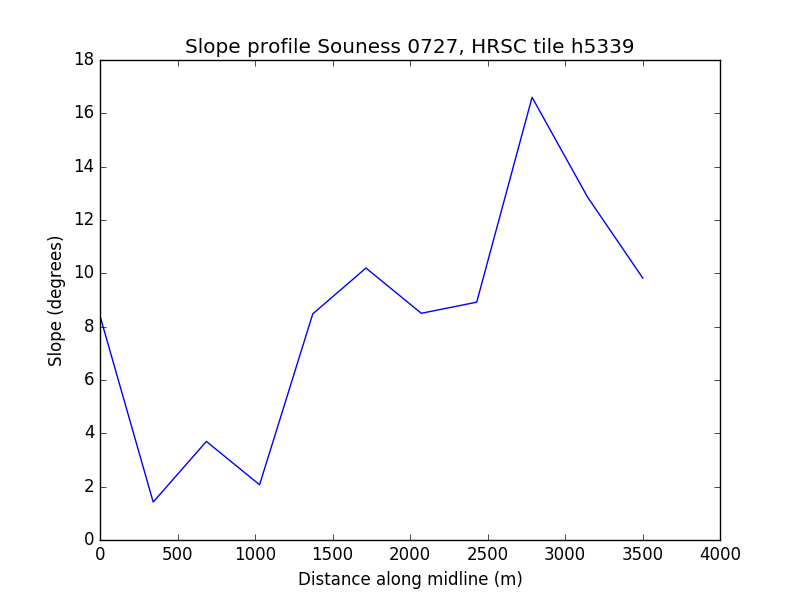 Slope profile Souness 0727, HRSC tile h5339
18
16
14
12
10
8
6
4
2
0
Slope (degrees)
0 500 1000 1500 2000 2500 3000 3500 4000
Distance along midline (m)